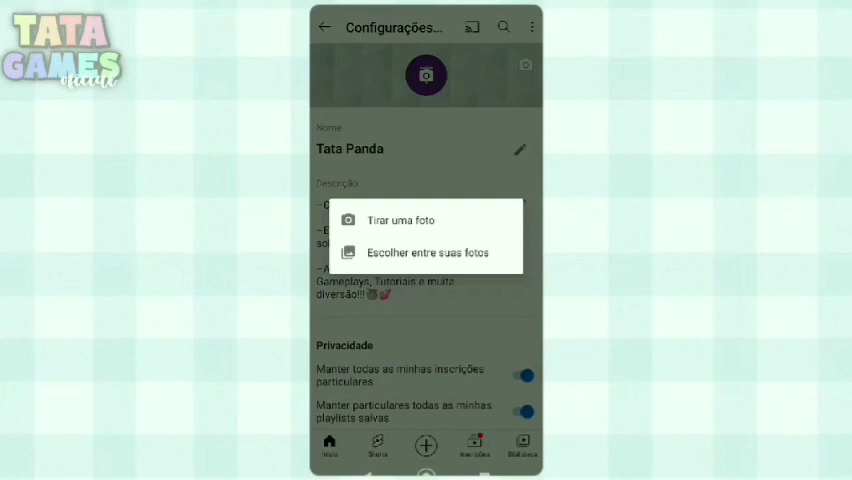 TATA
GAMES
oficial
Configurações...
Nome
Tata Panda
Descrição
Tirar uma foto
Escolher entre suas fotos
Gameplays, Tutoriais e muita
diversão!!!
Privacidade
Manter todas as minhas inscrições
particulares
Manter particulares todas as minhas
playlists salvas
Início Shorts Inscrições Biblioteca